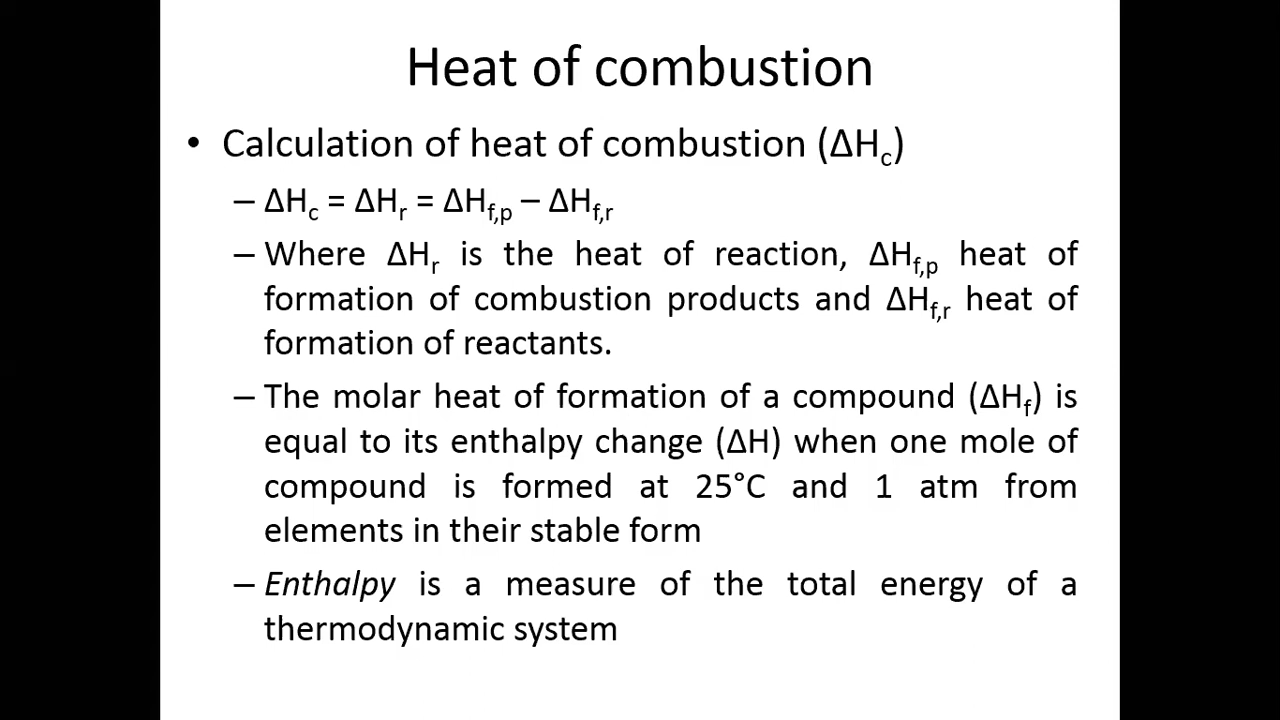 Heat of combustion
• Calculation of heat of combustion (ΔHc)
– ΔHc = ΔHr = ΔHf,p – ΔHf,r
– Where ΔHr is the heat of reaction, ΔHf,p heat of
formation of combustion products and ΔHf,r heat of
formation of reactants.
– The molar heat of formation of a compound (ΔHf) is
equal to its enthalpy change (ΔH) when one mole of
compound is formed at 25°C and 1 atm from
elements in their stable form
– Enthalpy is a measure of the total energy of a
thermodynamic system